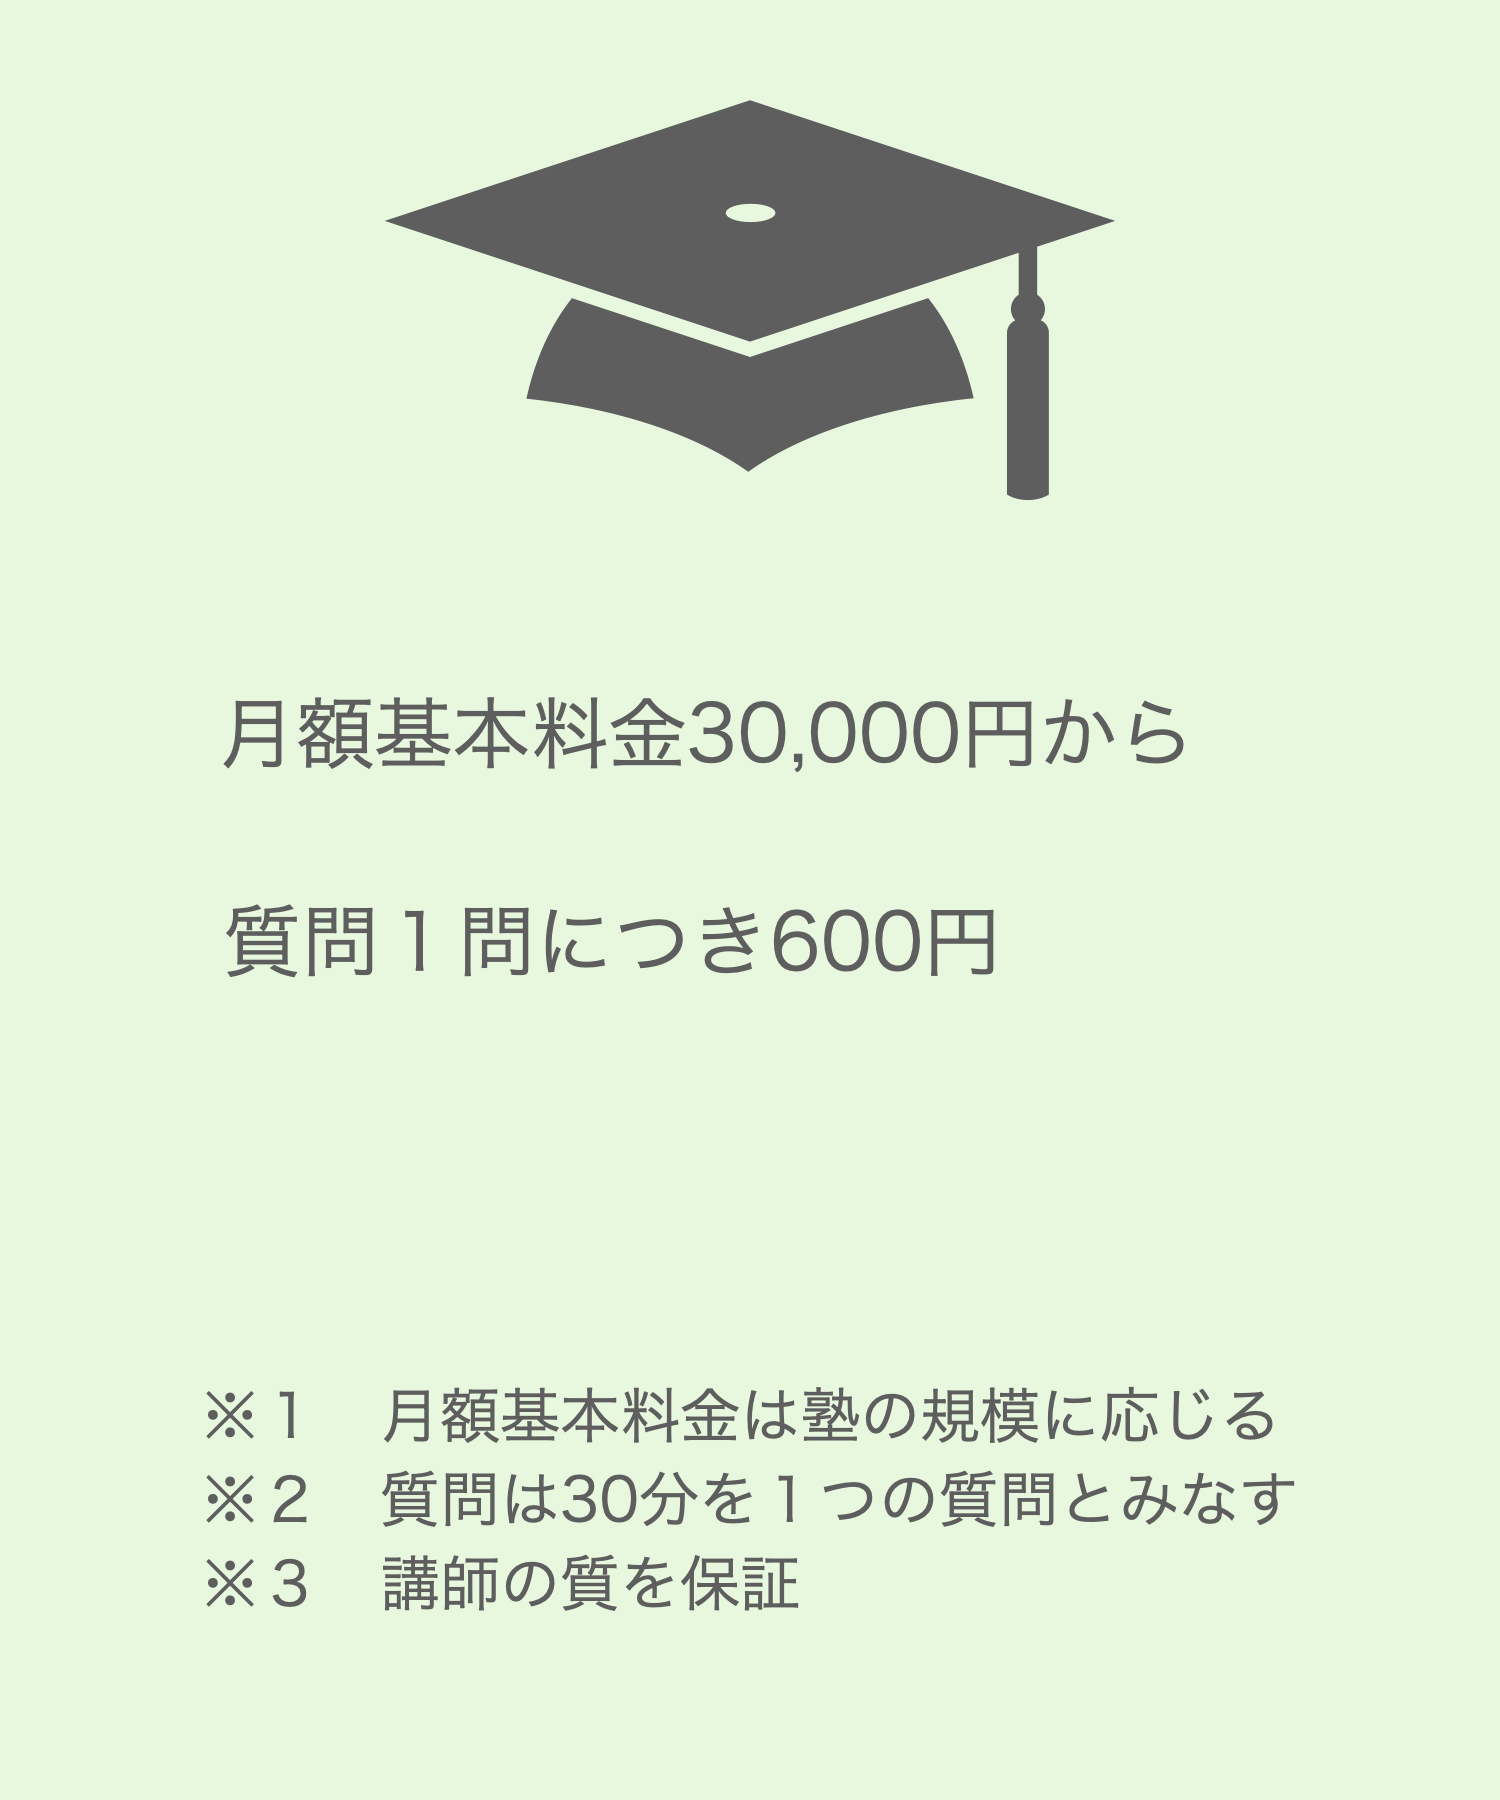 月額基本料金30,000円から
質問１問につき600円
※１　月額基本料金は塾の規模に応じる
※２　質問は30分を１つの質問とみなす
※３　講師の質を保証